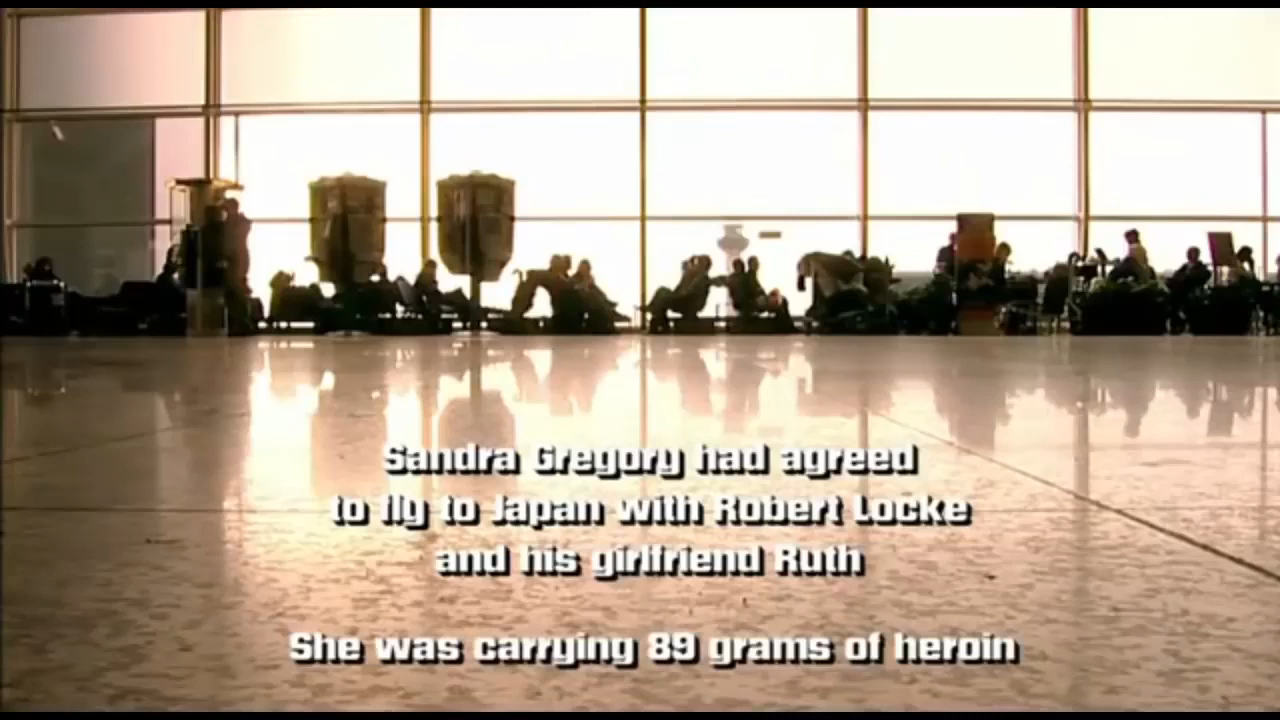 Sandra Gregory had agreed
to fly to Japan with Robert Locke
and his girlfriend Ruth
She was carrying 89 grams of heroin